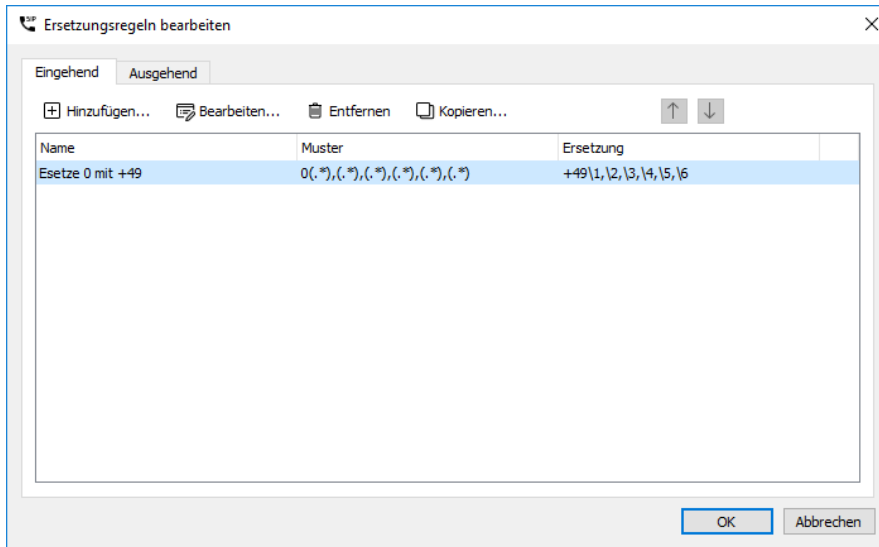 SIP Ersetzungsregeln bearbeiten
Eingehend Ausgehend
Hinzufügen... Bearbeiten... Entfernen Kopieren...
Name Muster Ersetzung
Esetze 0 mit +49 0(.*),(.*),(.*),(.*),(.*),(.*) +49\1,\2,\3,\4,\5,\6
OK Abbrechen